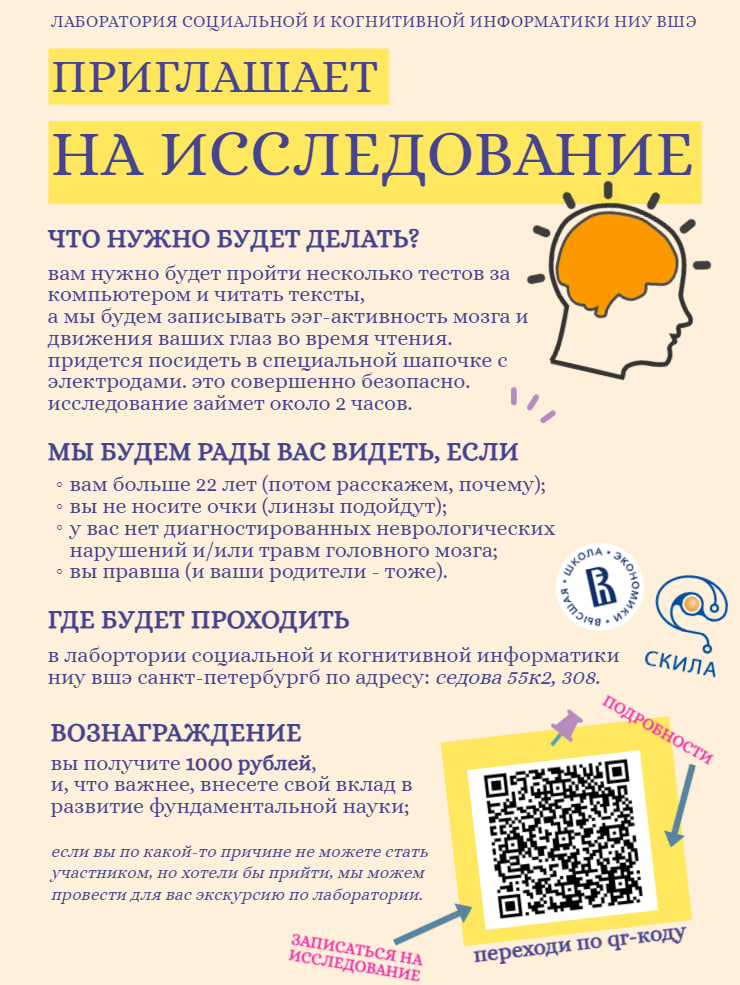 ЛАБОРАТОРИЯ СОЦИАЛЬНОЙ И КОГНИТИВНОЙ ИНФОРМАТИКИ НИУ ВШЭ
ПРИГЛАШАЕТ
НА ИССЛЕДОВАНИЕ
ЧТО НУЖНО БУДЕТ ДЕЛАТЬ?
вам нужно будет пройти несколько тестов за
компьютером и читать тексты,
а мы будем записывать ээг-активность мозга и
движения ваших глаз во время чтения.
придется посидеть в специальной шапочке с
электродами. это совершенно безопасно.
исследование займет около 2 часов.
МЫ БУДЕМ РАДЫ ВАС ВИДЕТЬ, ЕСЛИ
◦ вам больше 22 лет (потом расскажем, почему);
◦ вы не носите очки (линзы подойдут);
◦ у вас нет диагностированных неврологических
нарушений и/или травм головного мозга;
◦ вы правша (и ваши родители - тоже).
ВЫСШАЯ • ШКОЛА • ЭКОНОМИКИ •
СКИЛА
ГДЕ БУДЕТ ПРОХОДИТЬ
в лабортории социальной и когнитивной информатики
ниу вшэ санкт-петербургб по адресу: седова 55к2, 308.
ВОЗНАГРАЖДЕНИЕ
вы получите 1000 рублей,
и, что важнее, внесете свой вклад в
развитие фундаментальной науки;
если вы по какой-то причине не можете стать
участником, но хотели бы прийти, мы можем
провести для вас экскурсию по лаборатории.
ПОДРОБНОСТИ
ЗАПИСАТЬСЯ НА
ИССЛЕДОВАНИЕ
переходи по qr-коду